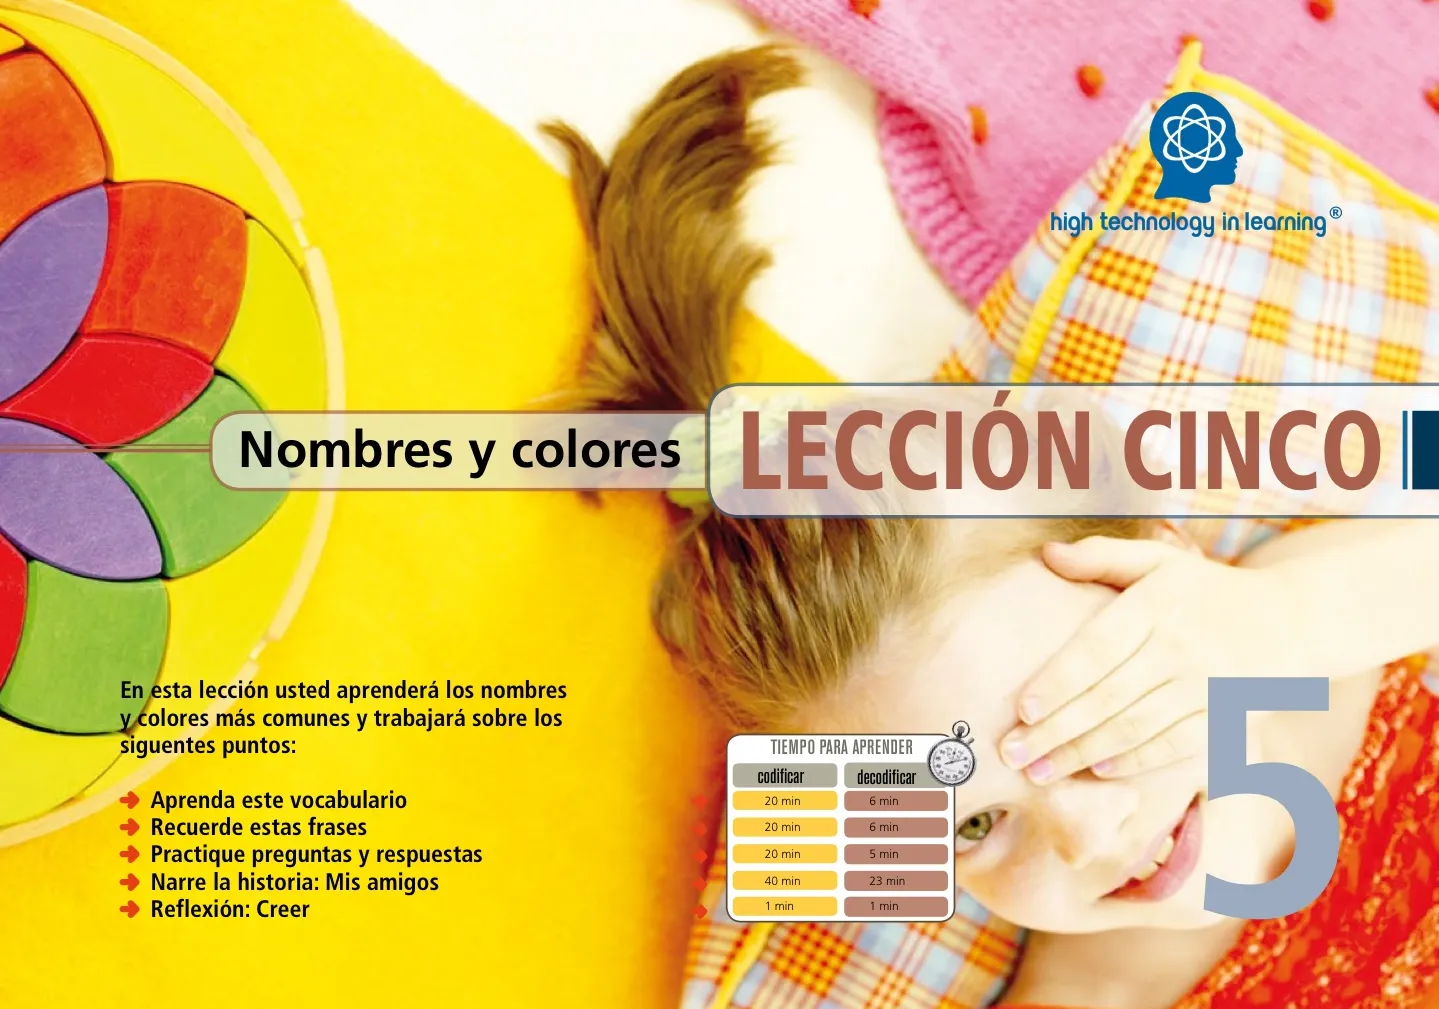 high technology in learning®
Nombres y colores
LECCIÓN CINCO
En esta lección usted aprenderá los nombres
y colores más comunes y trabajará sobre los
siguentes puntos:
Aprenda este vocabulario
Recuerde estas frases
Practique preguntas y respuestas
Narre la historia: Mis amigos
Reflexión: Creer
TIEMPO PARA APRENDER
codificar decodificar
20 min 6 min
20 min 6 min
20 min 5 min
40 min 23 min
1 min 1 min
5